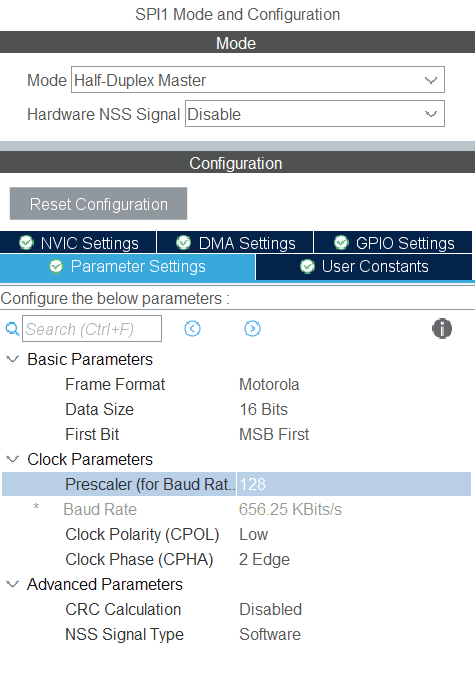 SPI1 Mode and Configuration
Mode
Mode Half-Duplex Master
Hardware NSS Signal Disable
Configuration
Reset Configuration
NVIC Settings DMA Settings GPIO Settings
Parameter Settings User Constants
Configure the below parameters :
Search (Ctrl+F)
Basic Parameters
Frame Format Motorola
Data Size 16 Bits
First Bit MSB First
Clock Parameters
Prescaler (for Baud Rat.. 128
* Baud Rate 656.25 KBits/s
Clock Polarity (CPOL) Low
Clock Phase (CPHA) 2 Edge
Advanced Parameters
CRC Calculation Disabled
NSS Signal Type Software